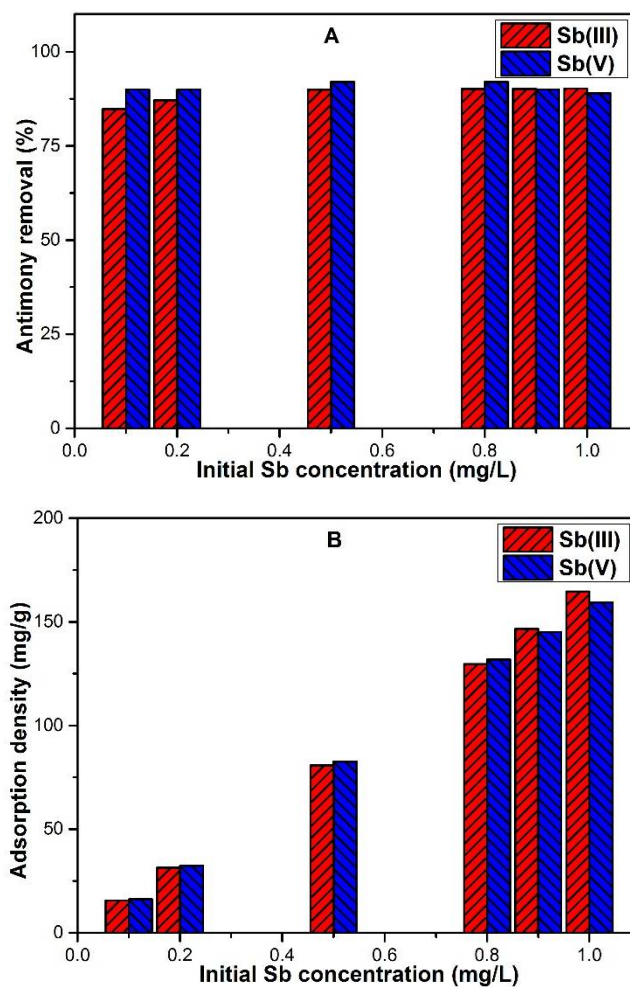 A
Sb(III)
Sb(V)
100
75
50
25
0
Antimony removal (%)
0.0 0.2 0.4 0.6 0.8 1.0
Initial Sb concentration (mg/L)
B
Sb(III)
Sb(V)
200
150
100
50
0
Adsorption density (mg/g)
0.0 0.2 0.4 0.6 0.8 1.0
Initial Sb concentration (mg/L)